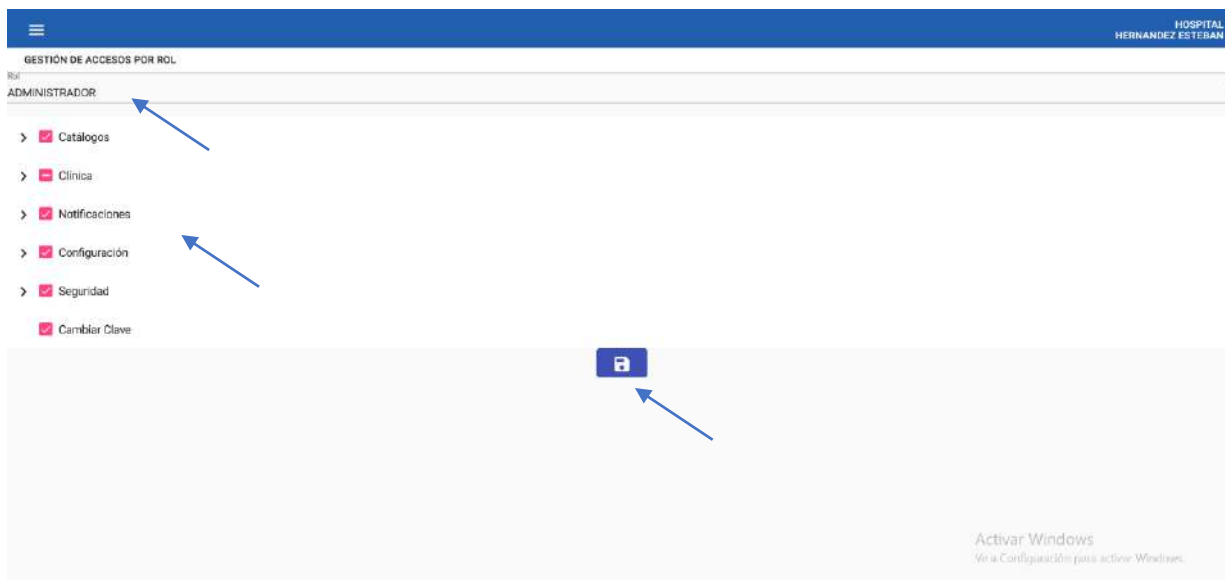 HOSPITAL
HERNANDEZ ESTEBAN
GESTIÓN DE ACCESOS POR ROL
Rol
ADMINISTRADOR
Catálogos
Clínica
Notificaciones
Configuración
Seguridad
Cambiar Clave
Activar Windows
Ve a Configuración para activar Windows.